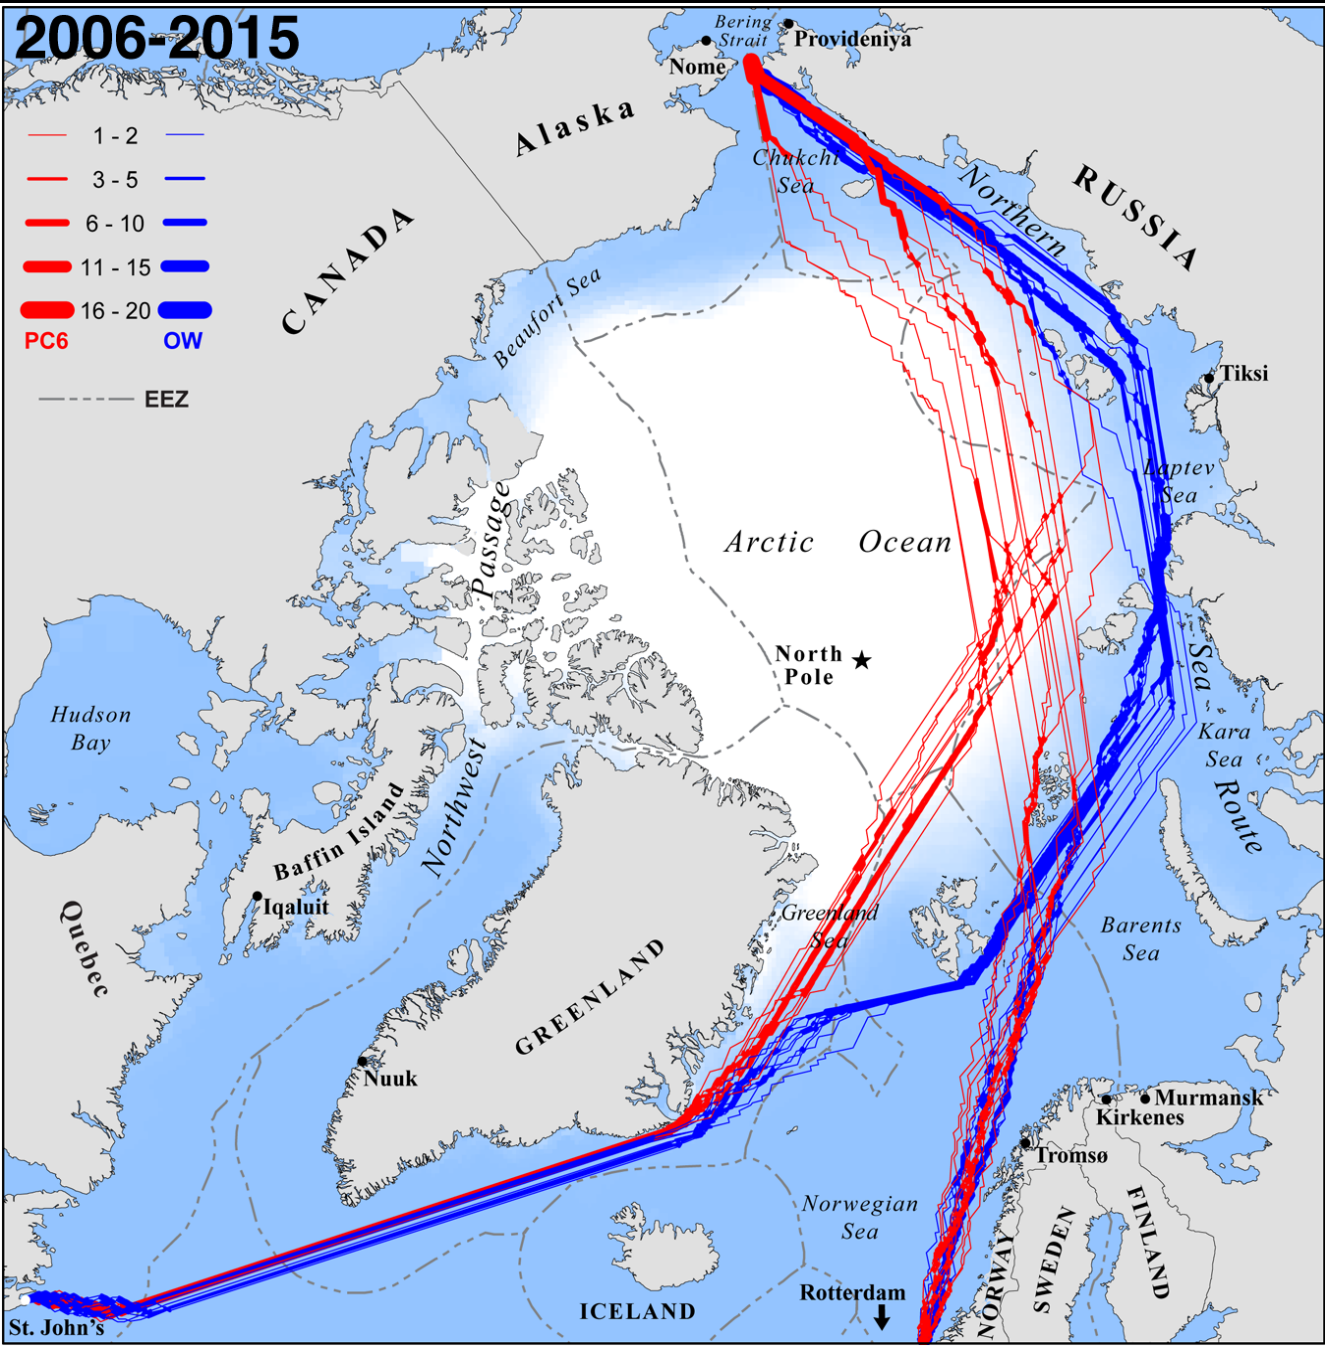 2006-2015
Bering
Strait
Provideniya
Nome
1 - 2
3 - 5
6 - 10
11 - 15
16 - 20
PC6
OW
EEZ
Alaska
CANADA
Chukchi
Sea
Northern
RUSSIA
Beaufort Sea
Tiksi
Laptev
Sea
Passage
Arctic Ocean
North
Pole
Hudson
Bay
Sea
Kara
Sea
Route
Northwest
Baffin Island
Iqaluit
Quebec
Greenland
Sea
Barents
Sea
GREENLAND
Nuuk
Murmansk
Kirkenes
Tromsø
Norwegian
Sea
NORWAY
SWEDEN
FINLAND
Rotterdam
ICELAND
St. John's